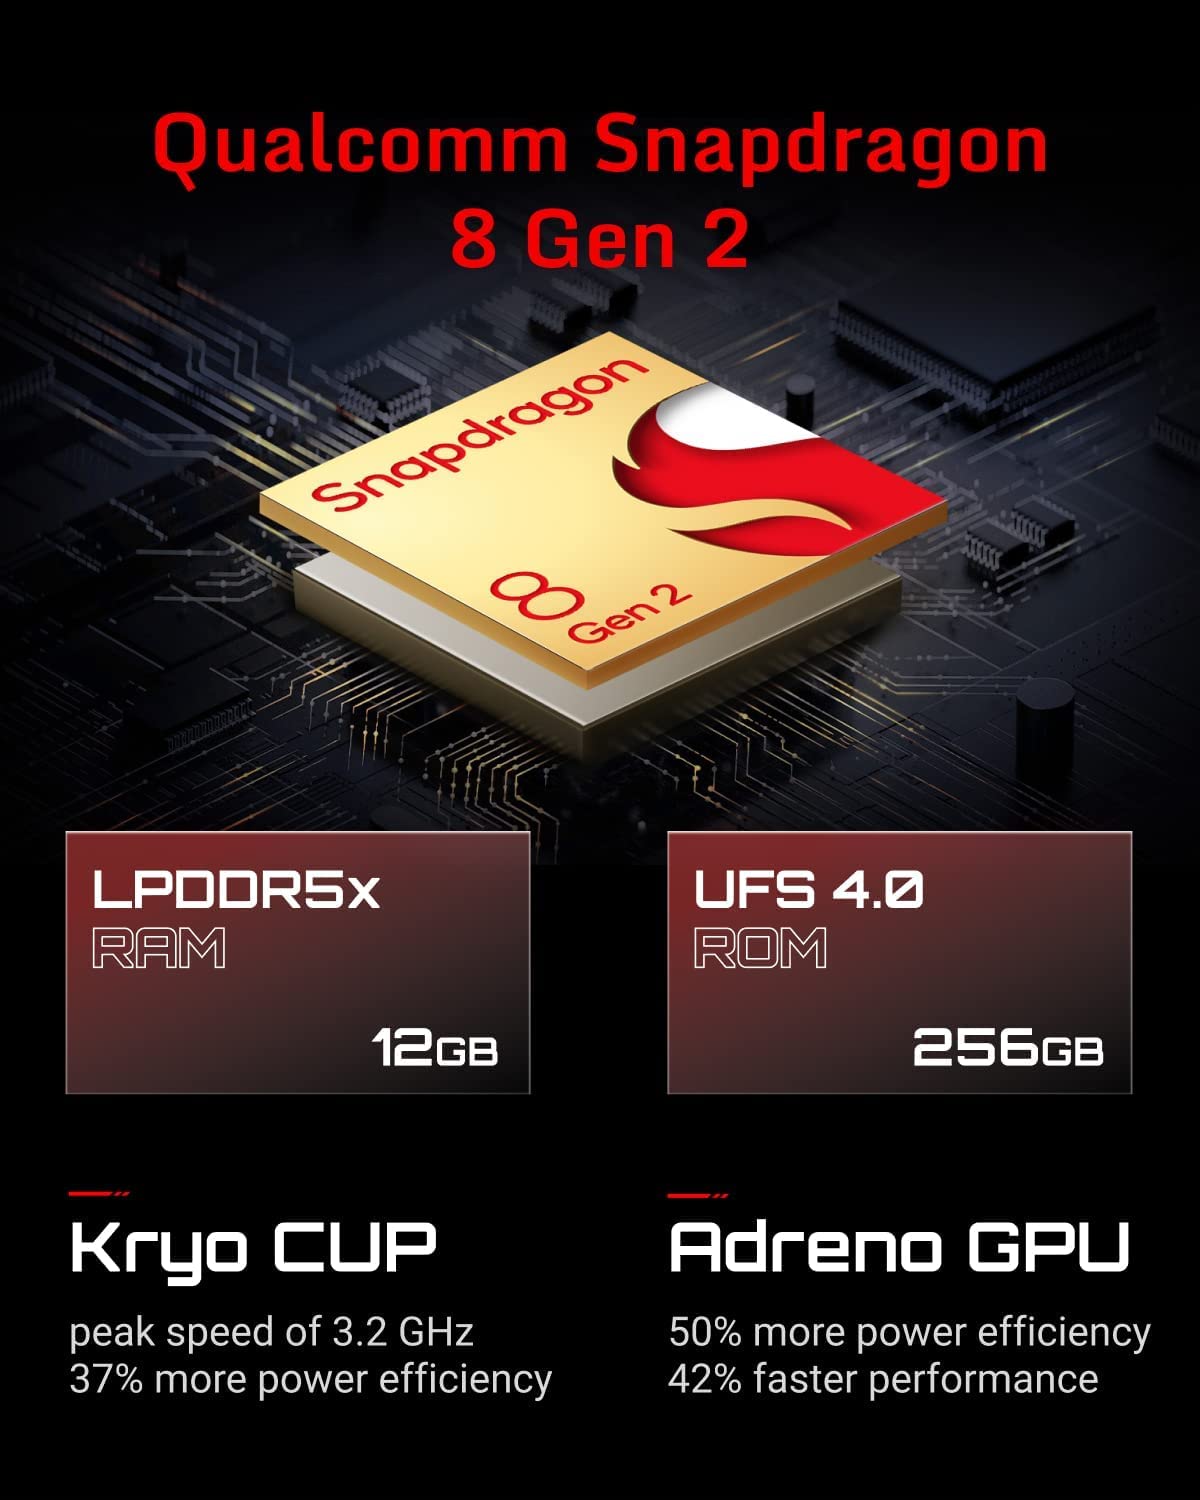 Qualcomm Snapdragon
8 Gen 2
Snapdragon
8
Gen 2
LPDDR5x
RAM
12GB
UFS 4.0
ROM
256GB
Kryo CUP
peak speed of 3.2 GHz
37% more power efficiency
Adreno GPU
50% more power efficiency
42% faster performance